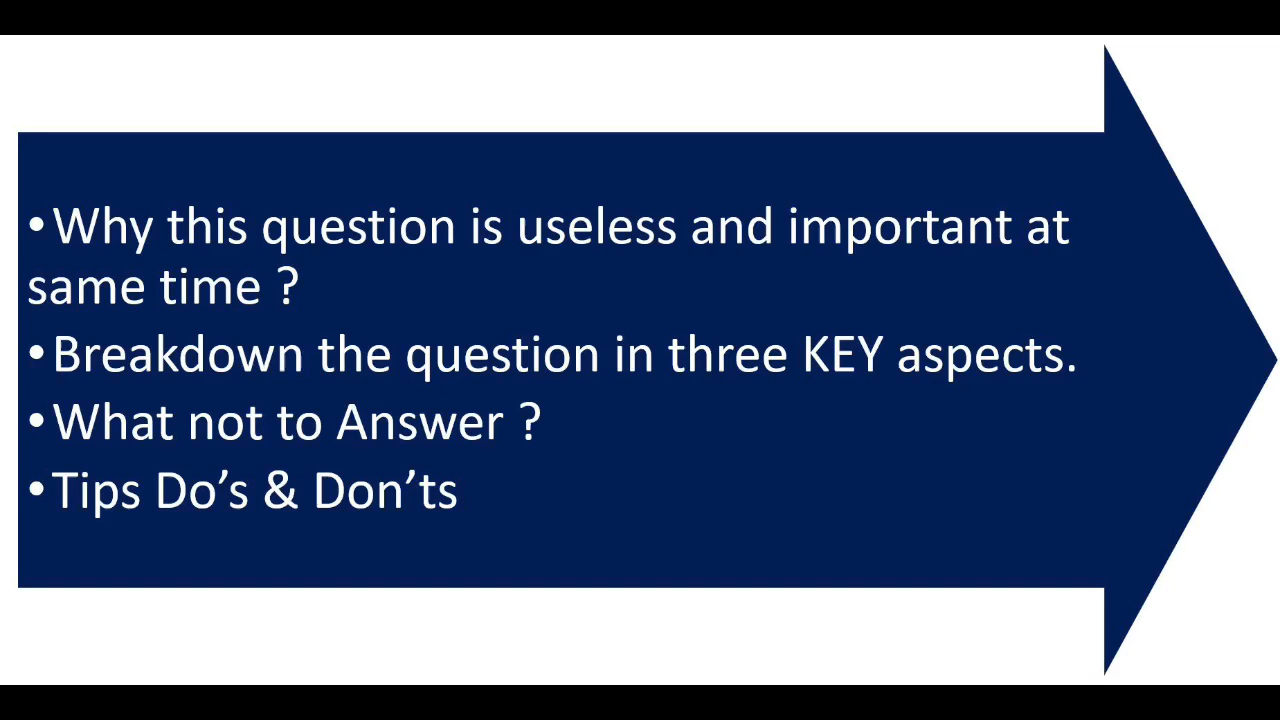 •Why this question is useless and important at
same time ?
•Breakdown the question in three KEY aspects.
•What not to Answer ?
•Tips Do’s & Don’ts